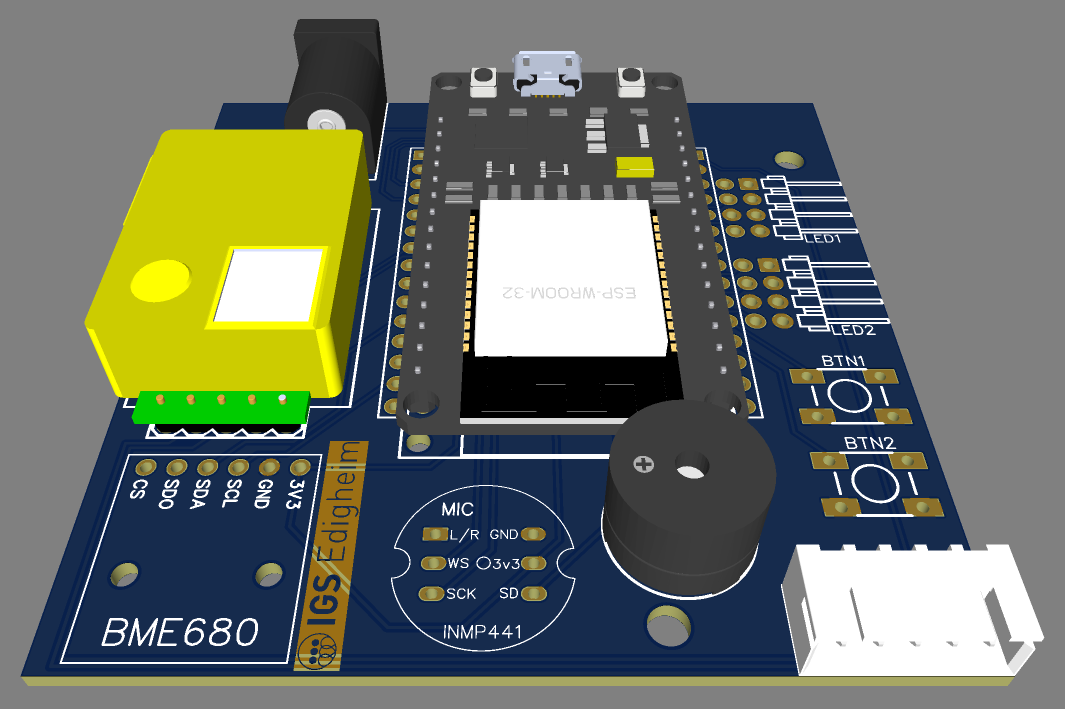 ESP-WROOM-32
LED1
LED2
BTN1
BTN2
CS
SDO
SDA
SCL
GND
3V3
BME680
IGS Edigheim
MIC
L/R GND
WS 3v3
SCK SD
INMP441